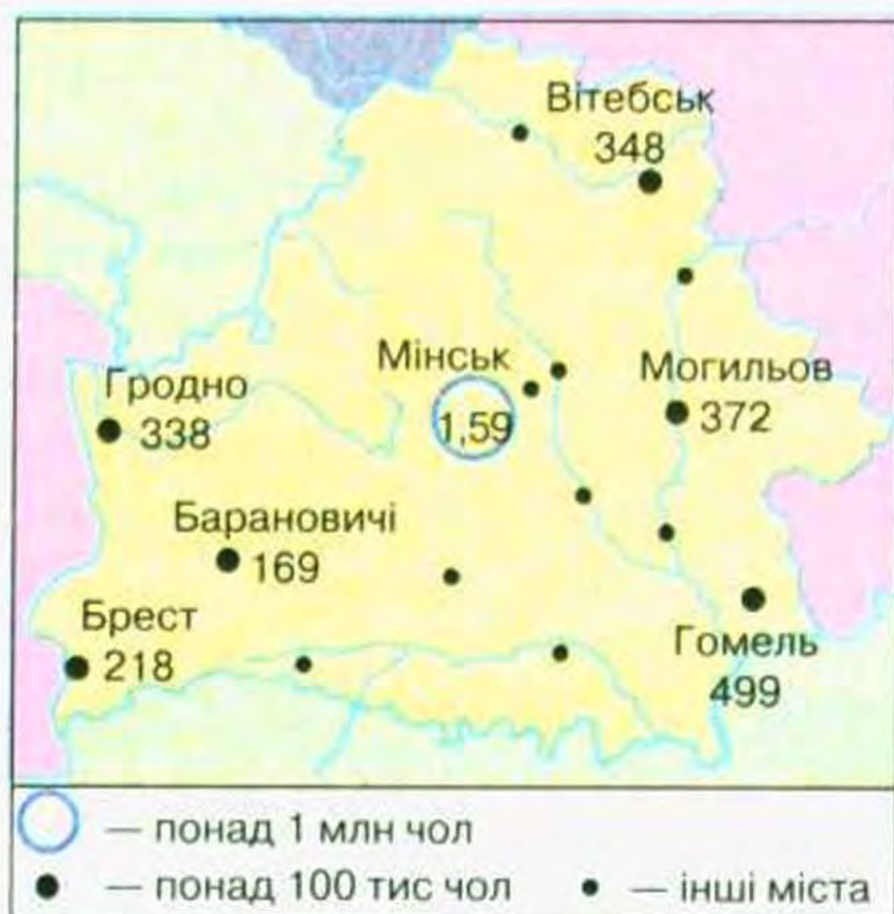 Вітебськ
348
Мінськ
1,59
Могильов
372
Гродно
338
Барановичі
169
Брест
218
Гомель
499
— понад 1 млн чол
— понад 100 тис чол
— інші міста